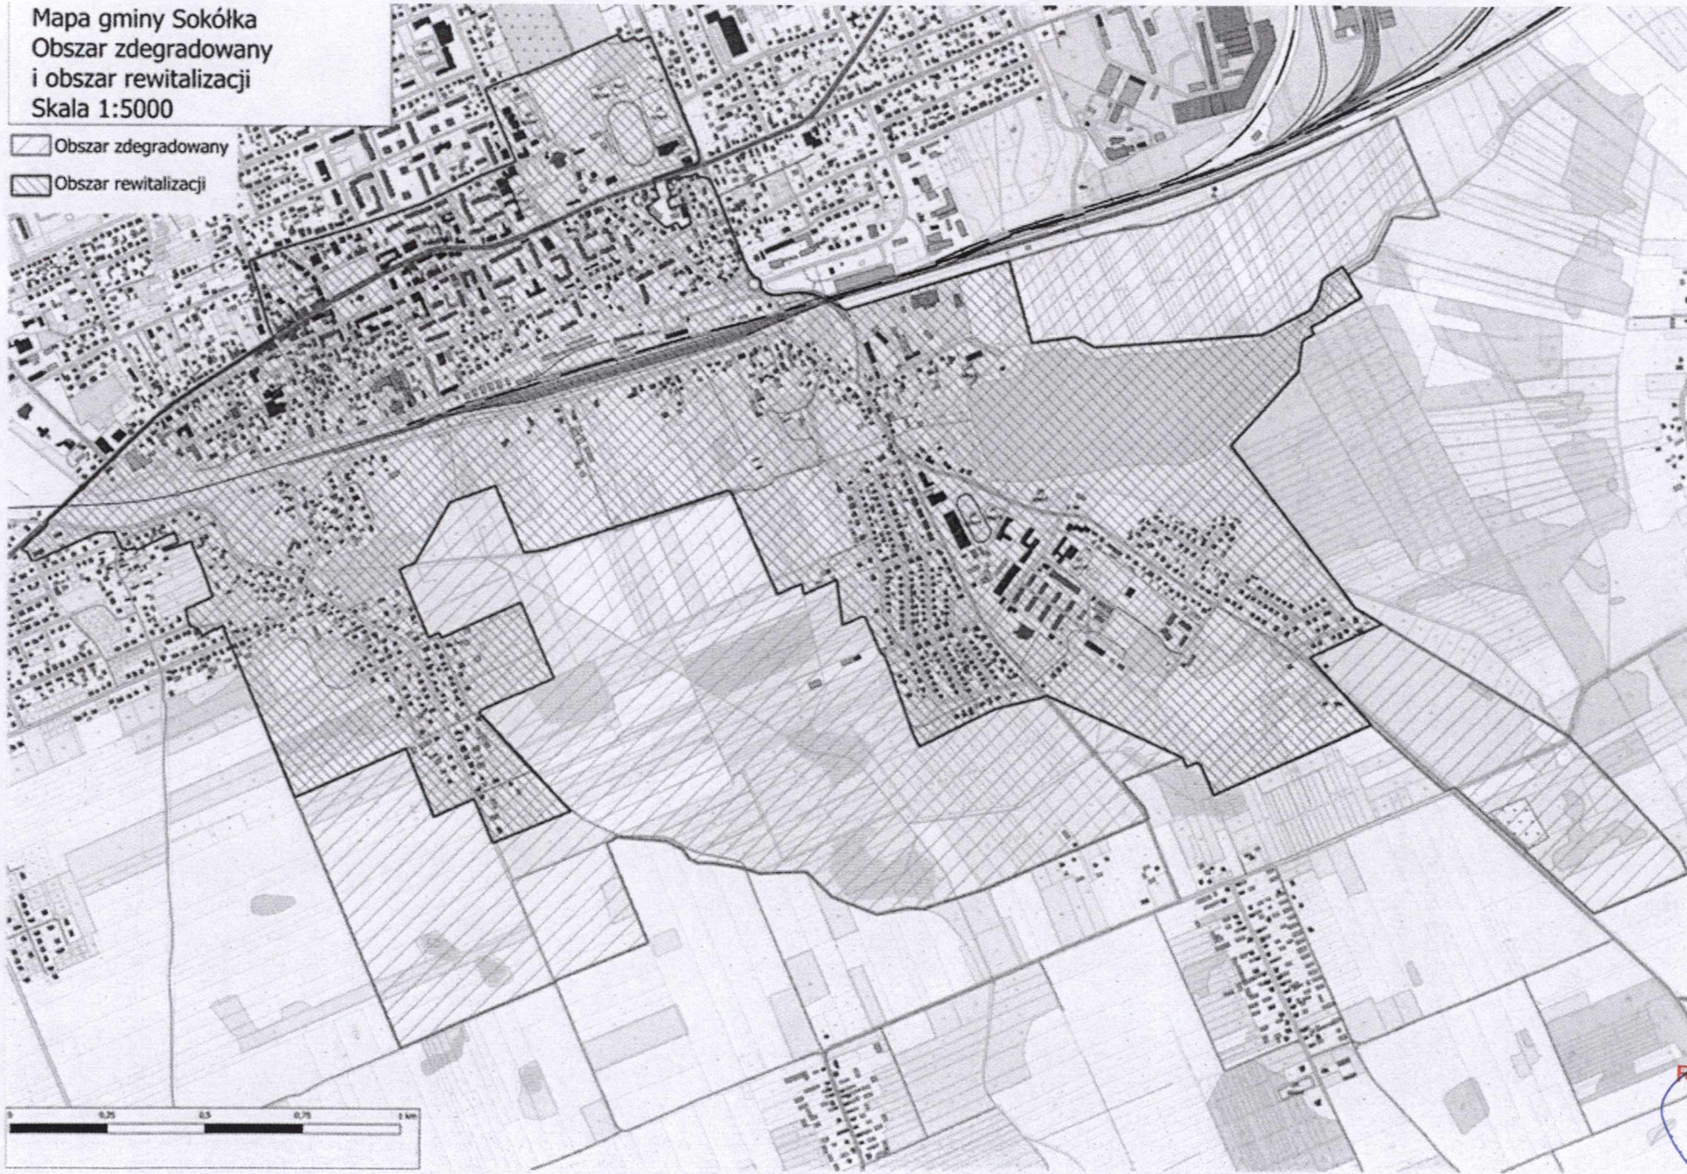 Mapa gminy Sokółka
Obszar zdegradowany
i obszar rewitalizacji
Skala 1:5000
Obszar zdegradowany
Obszar rewitalizacji
0 0,25 0,5 0,75 1 km